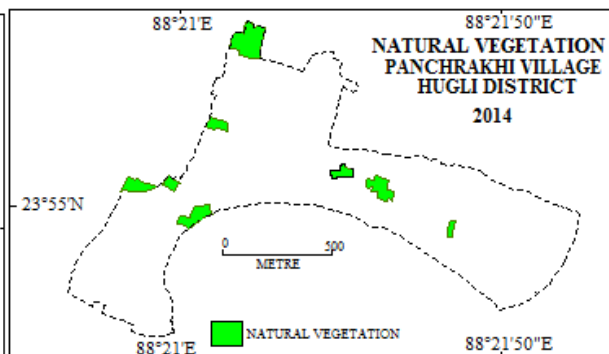 88°21'E
88°21'50"E
NATURAL VEGETATION
PANCHRAKHI VILLAGE
HUGLI DISTRICT
2014
23°55'N
0
500
METRE
NATURAL VEGETATION
88°21'E
88°21'50"E